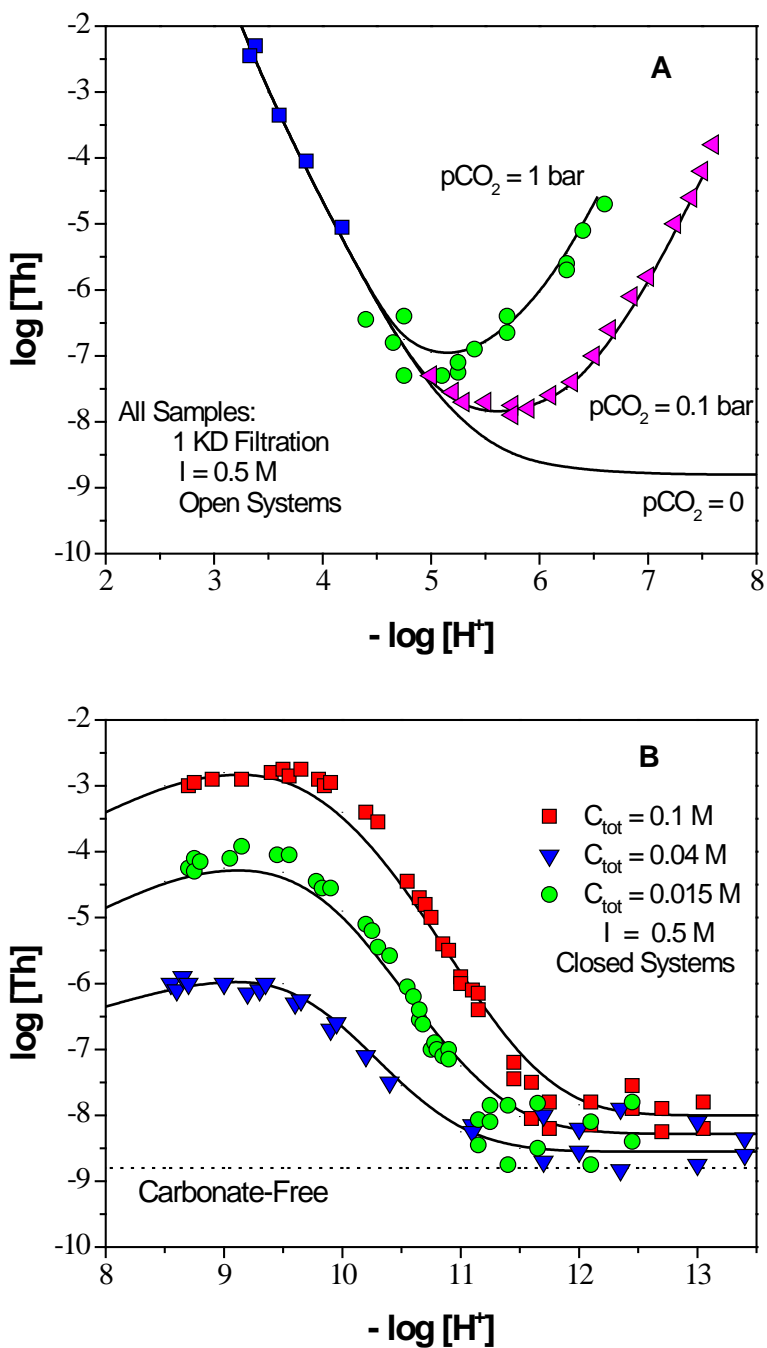 -2
-3
-4
-5
-6
-7
-8
-9
-10
log [Th]
A
pCO₂ = 1 bar
pCO₂ = 0.1 bar
pCO₂ = 0
All Samples:
1 KD Filtration
I = 0.5 M
Open Systems
2 3 4 5 6 7 8
- log [H⁺]
-2
-3
-4
-5
-6
-7
-8
-9
-10
log [Th]
B
C_tot = 0.1 M
C_tot = 0.04 M
C_tot = 0.015 M
I = 0.5 M
Closed Systems
Carbonate-Free
8 9 10 11 12 13
- log [H⁺]